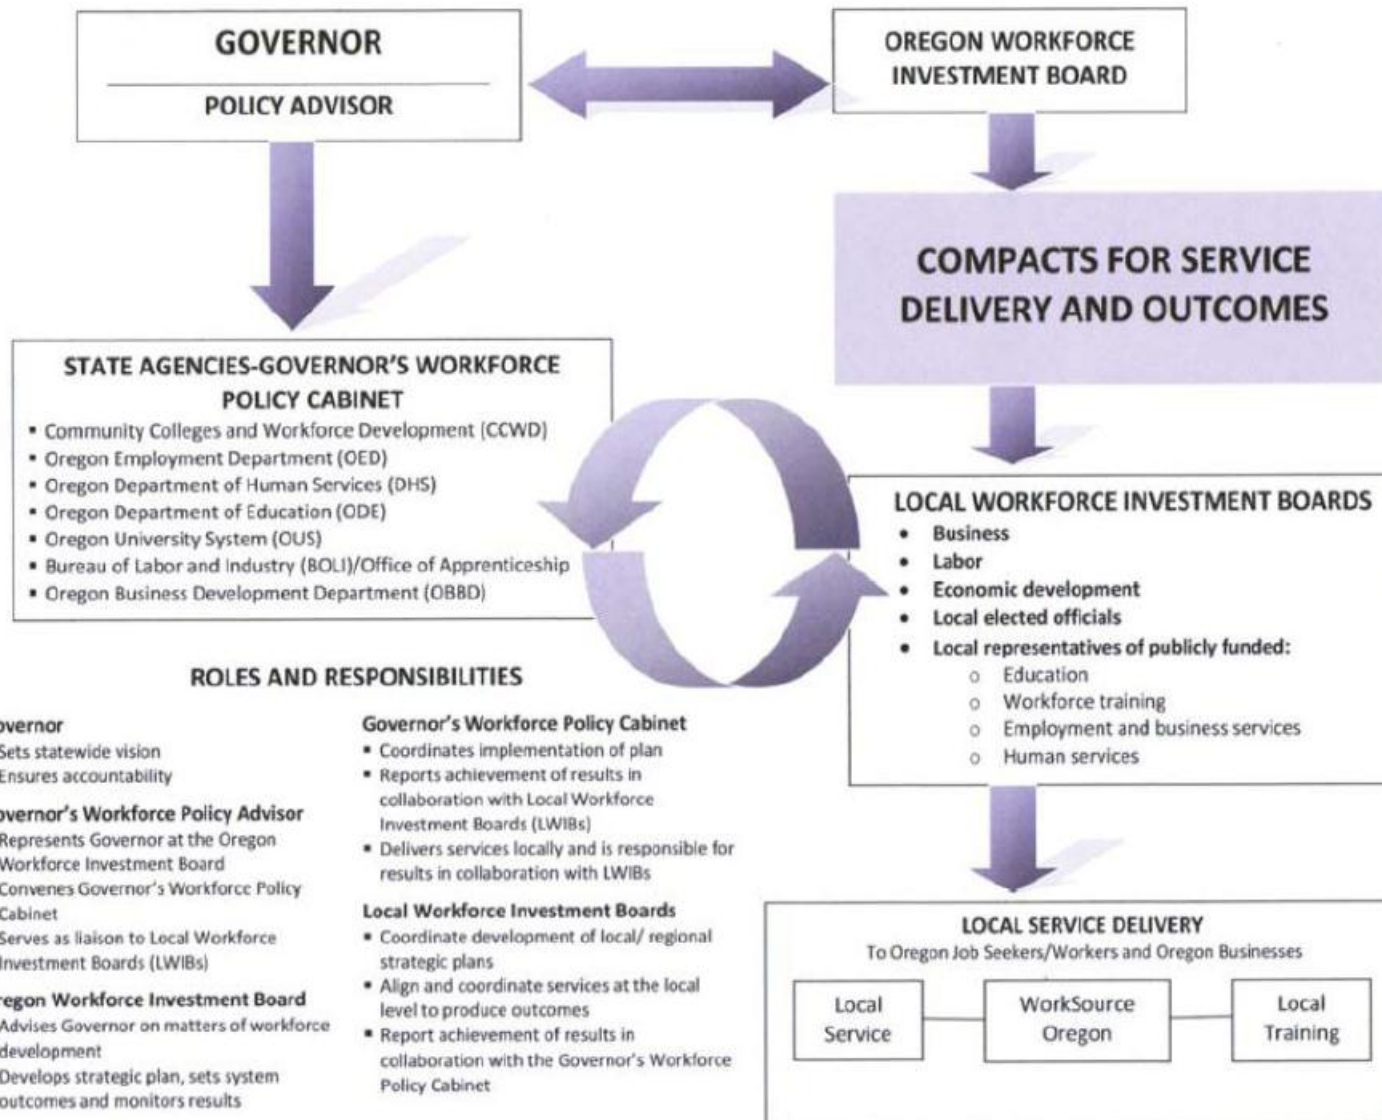 GOVERNOR
POLICY ADVISOR
OREGON WORKFORCE
INVESTMENT BOARD
COMPACTS FOR SERVICE
DELIVERY AND OUTCOMES
STATE AGENCIES-GOVERNOR'S WORKFORCE
POLICY CABINET
▪ Community Colleges and Workforce Development (CCWD)
▪ Oregon Employment Department (OED)
▪ Oregon Department of Human Services (DHS)
▪ Oregon Department of Education (ODE)
▪ Oregon University System (OUS)
▪ Bureau of Labor and Industry (BOLI)/Office of Apprenticeship
▪ Oregon Business Development Department (OBBD)
LOCAL WORKFORCE INVESTMENT BOARDS
• Business
• Labor
• Economic development
• Local elected officials
• Local representatives of publicly funded:
o Education
o Workforce training
o Employment and business services
o Human services
ROLES AND RESPONSIBILITIES
overnor
Sets statewide vision
Ensures accountability
overnor's Workforce Policy Advisor
Represents Governor at the Oregon
Workforce Investment Board
Convenes Governor's Workforce Policy
Cabinet
Serves as liaison to Local Workforce
Investment Boards (LWIBs)
regon Workforce Investment Board
Advises Governor on matters of workforce
development
Develops strategic plan, sets system
outcomes and monitors results
Governor's Workforce Policy Cabinet
▪ Coordinates implementation of plan
▪ Reports achievement of results in
collaboration with Local Workforce
Investment Boards (LWIBs)
▪ Delivers services locally and is responsible for
results in collaboration with LWIBs
Local Workforce Investment Boards
▪ Coordinate development of local/ regional
strategic plans
▪ Align and coordinate services at the local
level to produce outcomes
▪ Report achievement of results in
collaboration with the Governor's Workforce
Policy Cabinet
LOCAL SERVICE DELIVERY
To Oregon Job Seekers/Workers and Oregon Businesses
Local
Service
WorkSource
Oregon
Local
Training